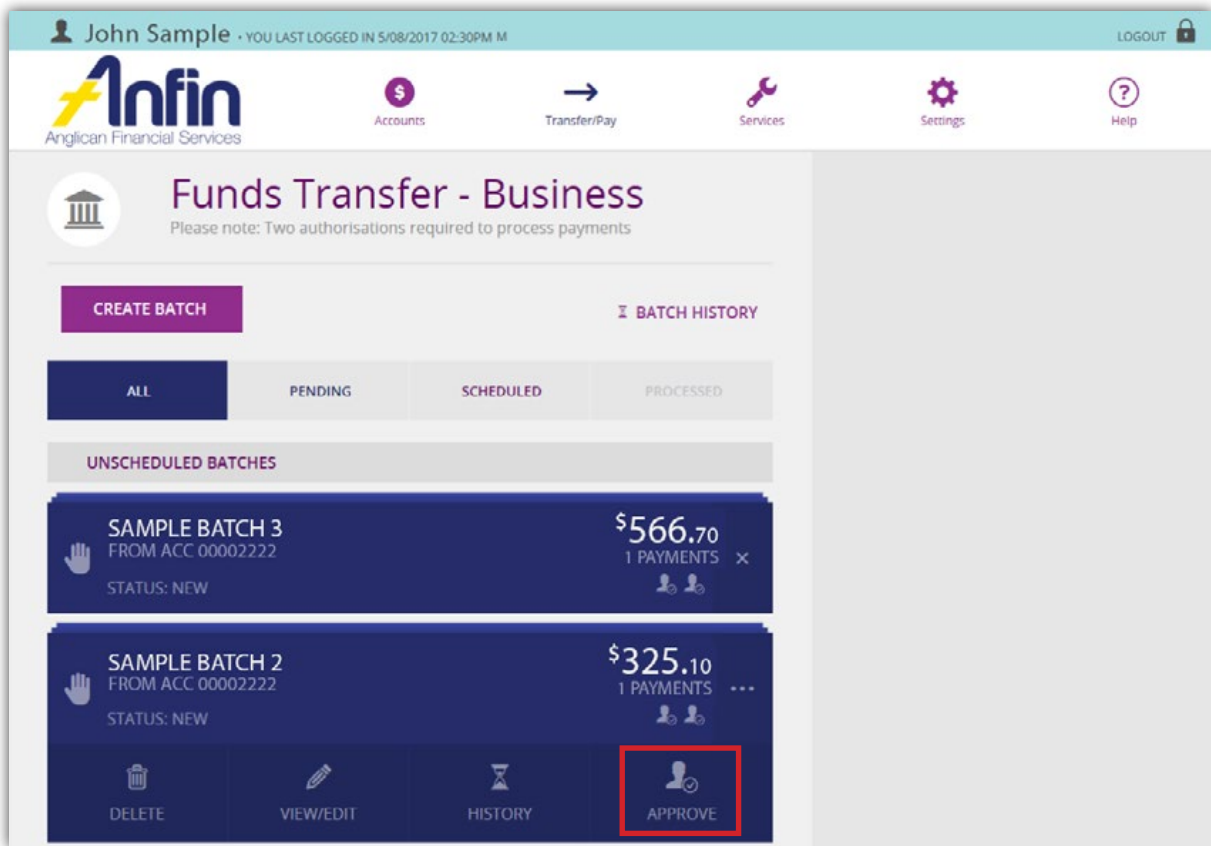 John Sample • YOU LAST LOGGED IN 5/08/2017 02:30PM M
LOGOUT
Anfin
Anglican Financial Services
$
Accounts
Transfer/Pay
Services
Settings
?
Help
Funds Transfer - Business
Please note: Two authorisations required to process payments
CREATE BATCH
BATCH HISTORY
ALL
PENDING
SCHEDULED
PROCESSED
UNSCHEDULED BATCHES
SAMPLE BATCH 3
FROM ACC 00002222
STATUS: NEW
$566.70
1 PAYMENTS
SAMPLE BATCH 2
FROM ACC 00002222
STATUS: NEW
$325.10
1 PAYMENTS
DELETE
VIEW/EDIT
HISTORY
APPROVE